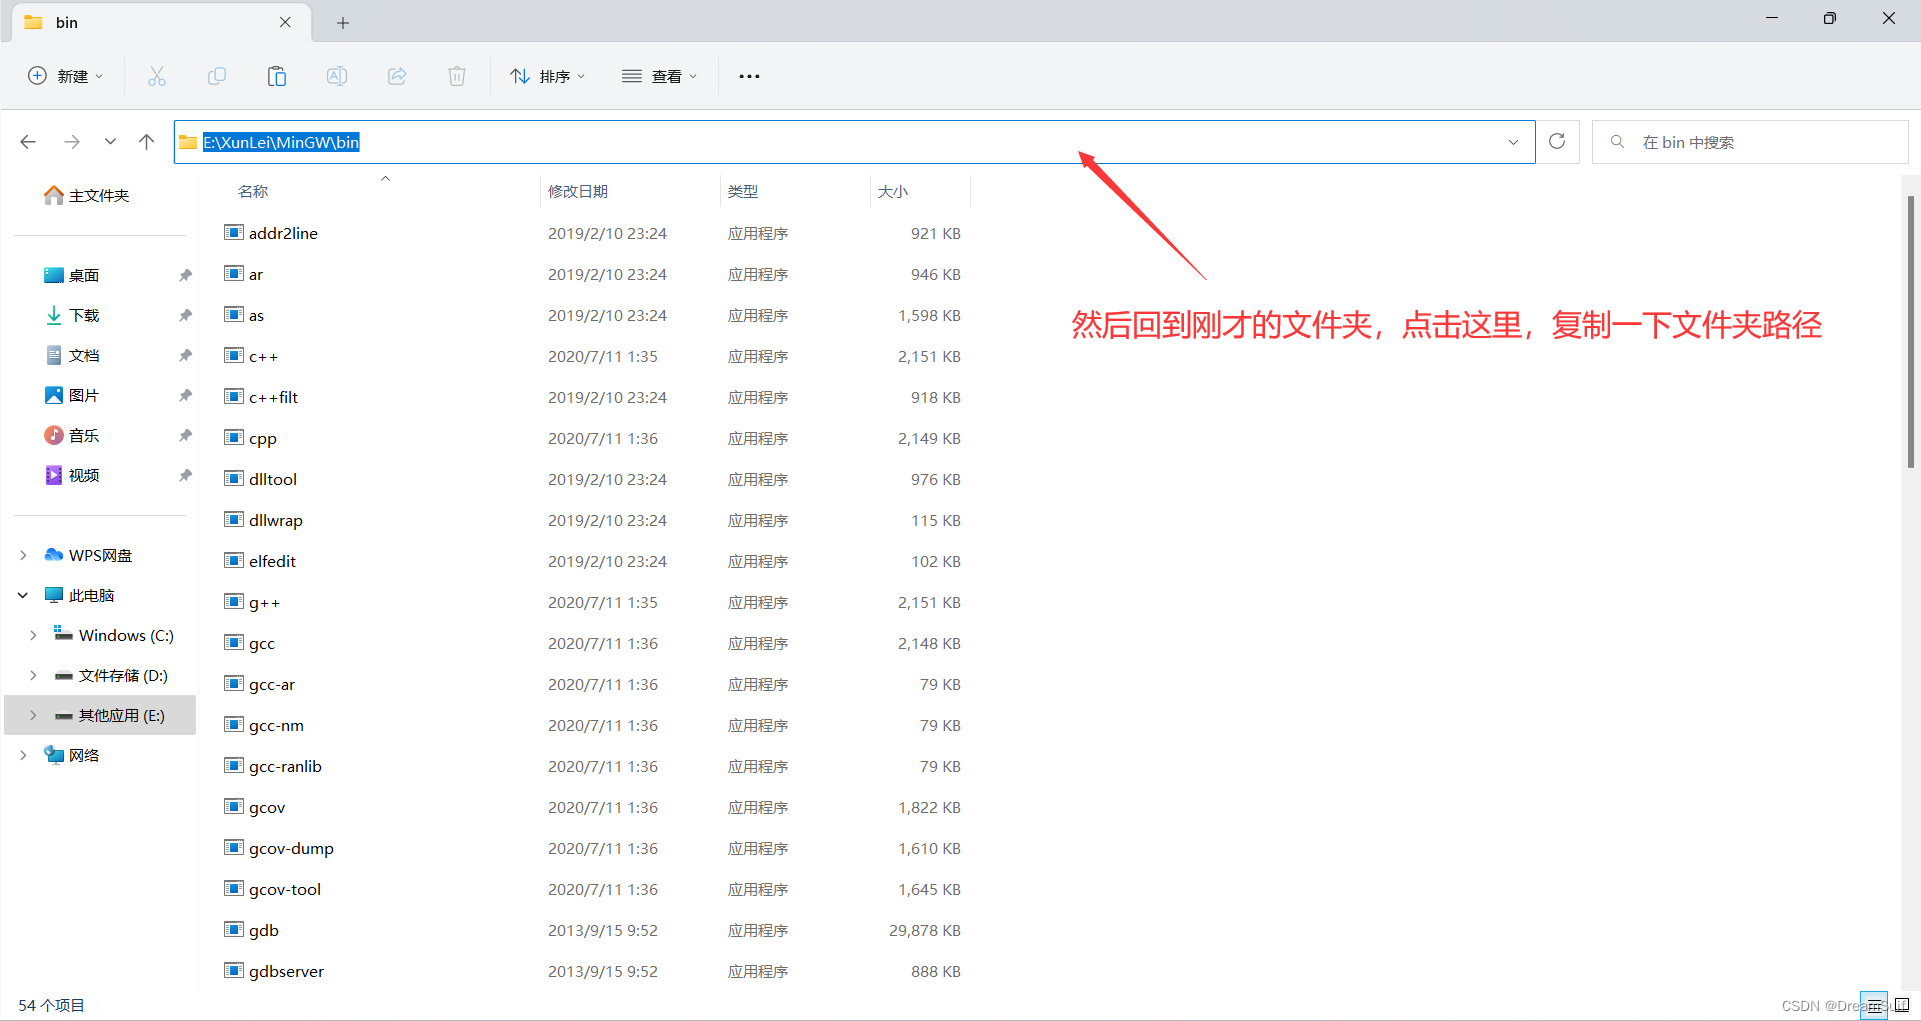 bin
新建
排序
查看
E:\XunLei\MinGW\bin
在 bin 中搜索
主文件夹
桌面
下载
文档
图片
音乐
视频
WPS网盘
此电脑
Windows (C:)
文件存储 (D:)
其他应用 (E:)
网络
名称 修改日期 类型 大小
addr2line 2019/2/10 23:24 应用程序 921 KB
ar 2019/2/10 23:24 应用程序 946 KB
as 2019/2/10 23:24 应用程序 1,598 KB
c++ 2020/7/11 1:35 应用程序 2,151 KB
c++filt 2019/2/10 23:24 应用程序 918 KB
cpp 2020/7/11 1:36 应用程序 2,149 KB
dlltool 2019/2/10 23:24 应用程序 976 KB
dllwrap 2019/2/10 23:24 应用程序 115 KB
elfedit 2019/2/10 23:24 应用程序 102 KB
g++ 2020/7/11 1:35 应用程序 2,151 KB
gcc 2020/7/11 1:36 应用程序 2,148 KB
gcc-ar 2020/7/11 1:36 应用程序 79 KB
gcc-nm 2020/7/11 1:36 应用程序 79 KB
gcc-ranlib 2020/7/11 1:36 应用程序 79 KB
gcov 2020/7/11 1:36 应用程序 1,822 KB
gcov-dump 2020/7/11 1:36 应用程序 1,610 KB
gcov-tool 2020/7/11 1:36 应用程序 1,645 KB
gdb 2013/9/15 9:52 应用程序 29,878 KB
gdbserver 2013/9/15 9:52 应用程序 888 KB
然后回到刚才的文件夹，点击这里，复制一下文件夹路径
54 个项目
CSDN